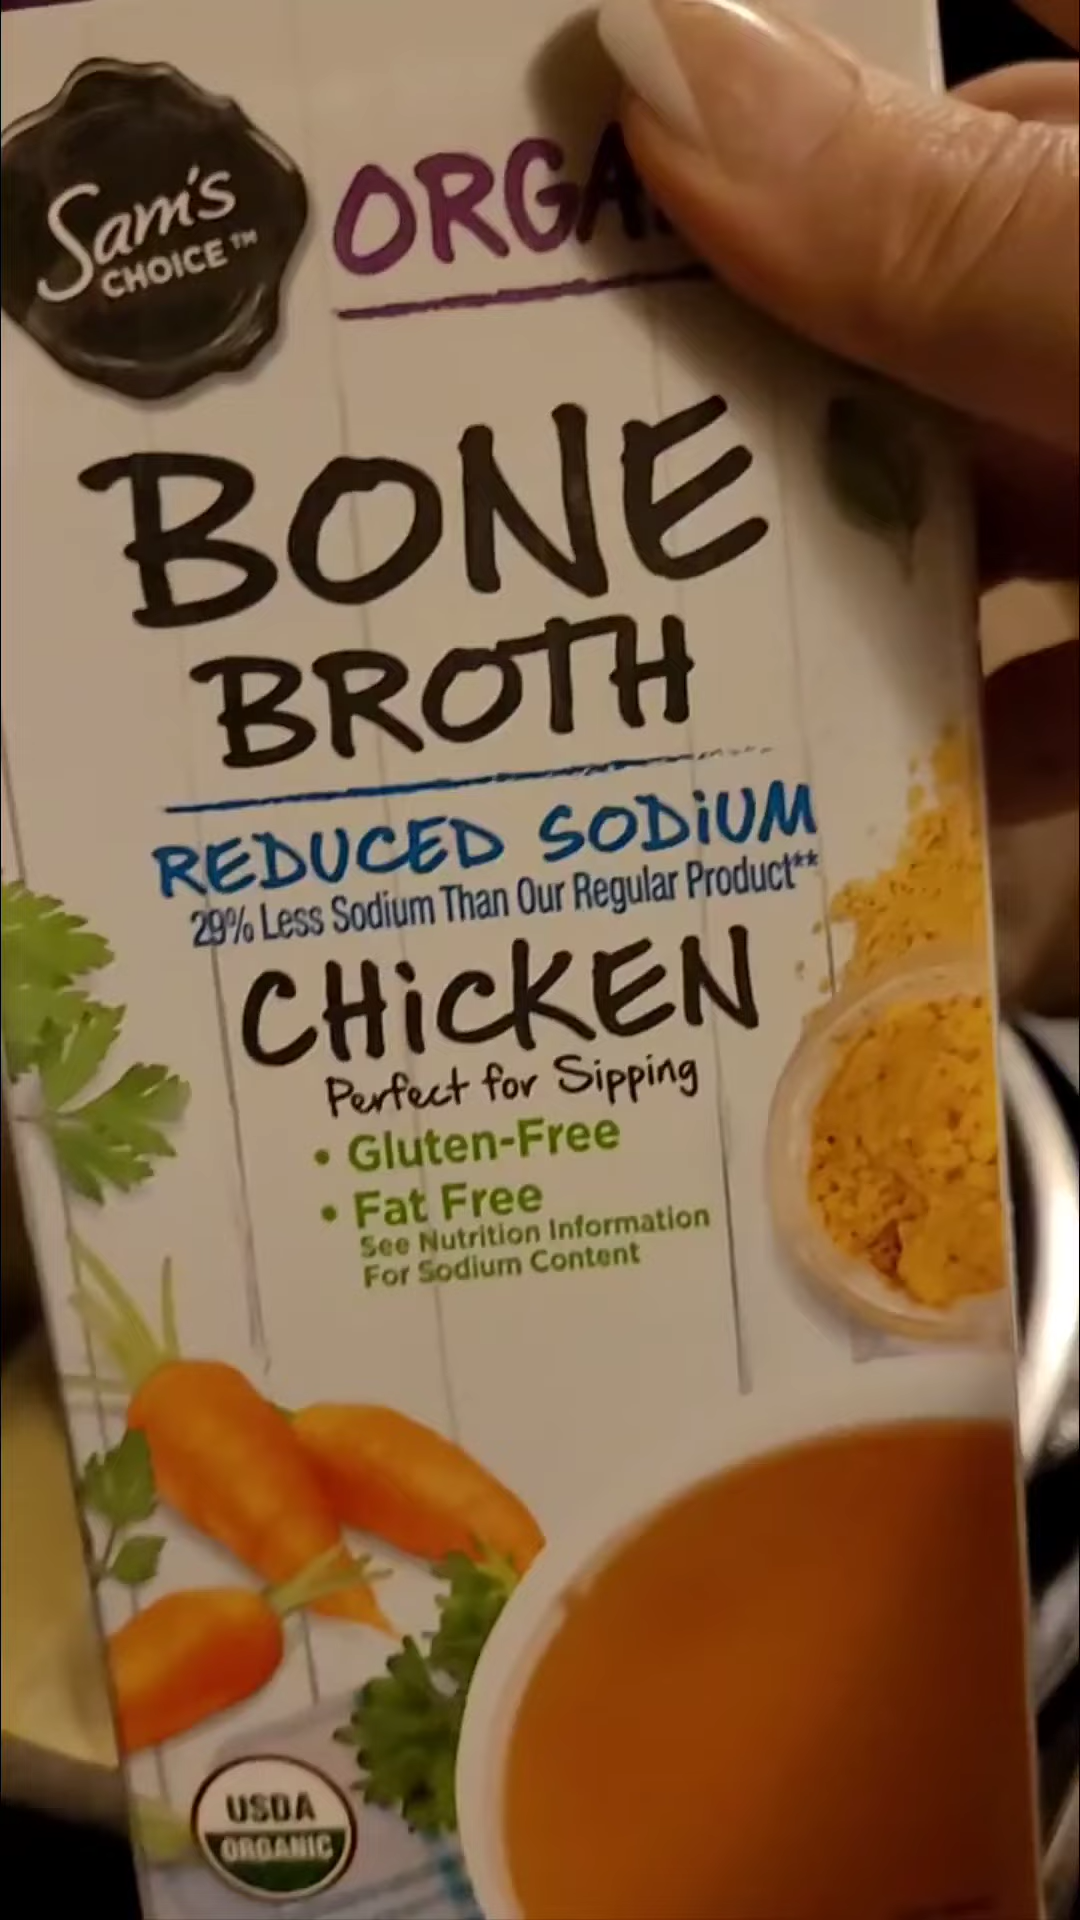 Sam's
CHOICE™
BONE
BROTH
REDUCED SODiUM
29% Less Sodium Than Our Regular Product**
CHiCKEN
Perfect for Sipping
• Gluten-Free
• Fat Free
See Nutrition Information
For Sodium Content
USDA
ORGANIC